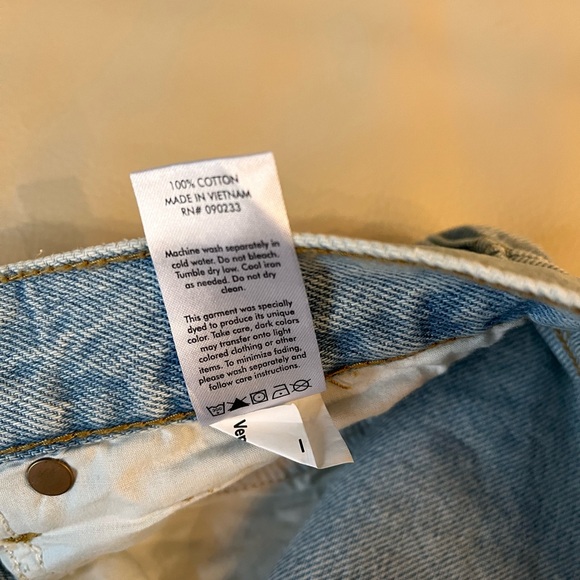 100% COTTON
MADE IN VIETNAM
RN# 090233
Machine wash separately in
cold water. Do not bleach.
Tumble dry low. Cool iron
as needed. Do not dry
clean.
This garment was specially
dyed to produce its unique
color. Take care, dark colors
may transfer onto light
colored clothing or other
items. To minimize fading,
please wash separately and
follow care instructions.
Ver